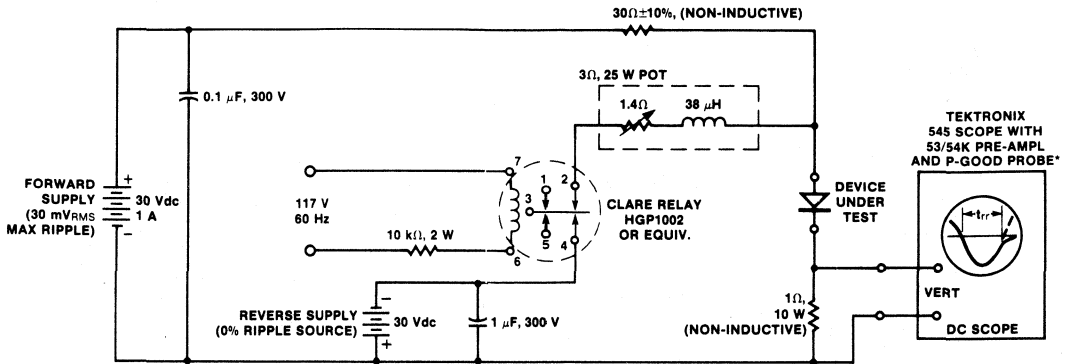 30Ω±10%, (NON-INDUCTIVE)
3Ω, 25 W POT
0.1 μF, 300 V
1.4Ω
38 μH
TEKTRONIX
545 SCOPE WITH
53/54K PRE-AMPL
AND P-GOOD PROBE*
FORWARD
SUPPLY
(30 mVRMS
MAX RIPPLE)
+
30 Vdc
1 A
−
117 V
60 Hz
7
1
2
3
5
4
6
CLARE RELAY
HGP1002
OR EQUIV.
DEVICE
UNDER
TEST
trr
10 kΩ, 2 W
REVERSE SUPPLY
(0% RIPPLE SOURCE)
−
30 Vdc
+
1 μF, 300 V
1Ω,
10 W
(NON-INDUCTIVE)
VERT
DC SCOPE